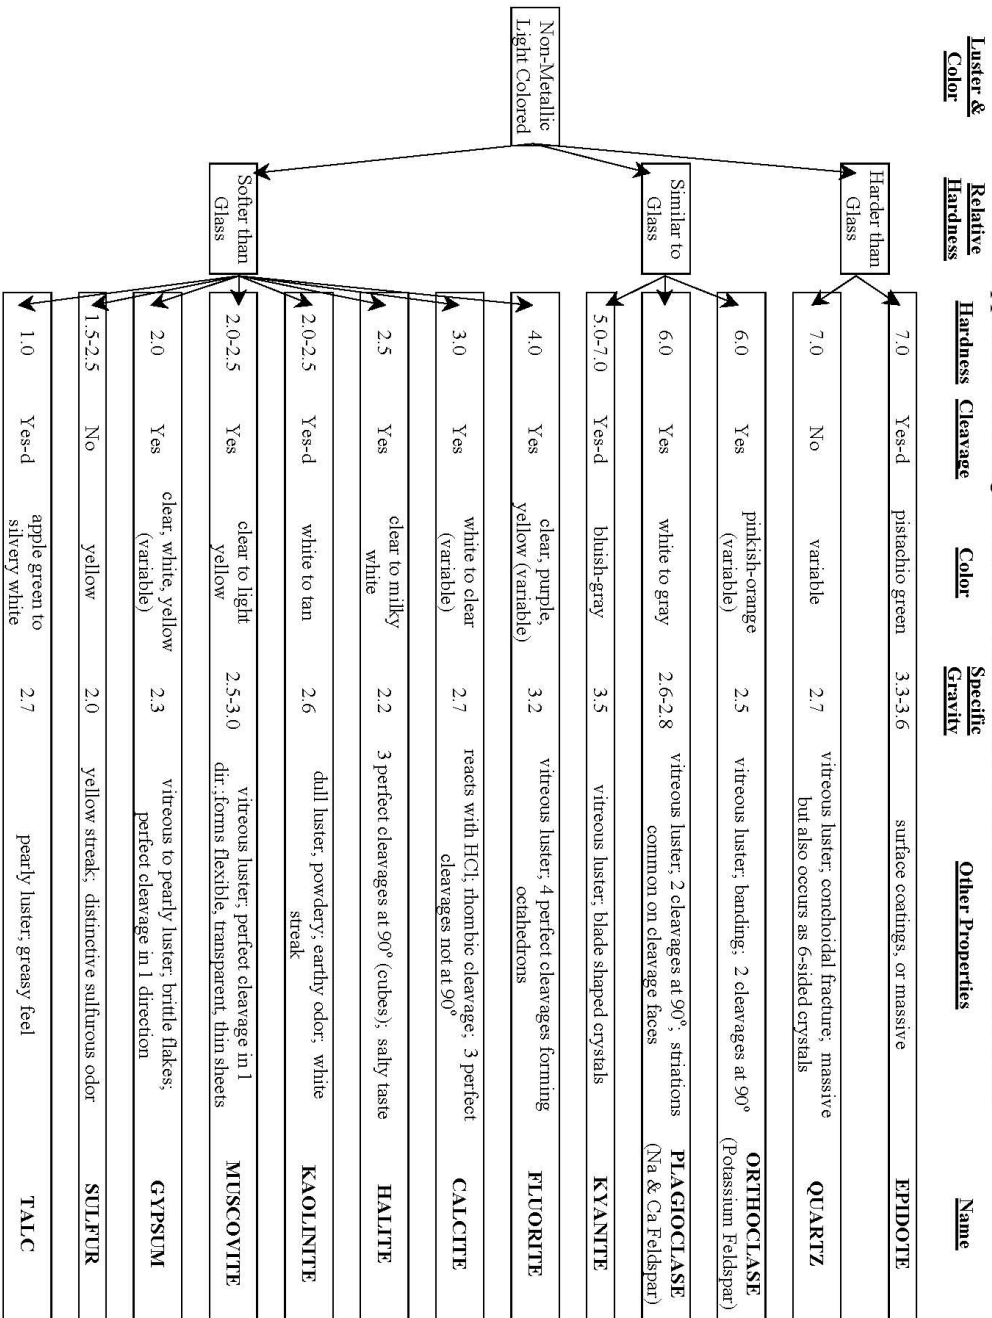 Luster &
Color
Relative
Hardness
Hardness
Cleavage
Color
Specific
Gravity
Other Properties
Name
Non-Metallic
Light Colored
Harder than
Glass
7.0
Yes-d
pistachio green
3.3-3.6
surface coatings, or massive
EPIDOTE
7.0
No
variable
2.7
vitreous luster; conchoidal fracture; massive
but also occurs as 6-sided crystals
QUARTZ
Similar to
Glass
6.0
Yes
pinkish-orange
(variable)
2.5
vitreous luster; banding; 2 cleavages at 90°
ORTHOCLASE
(Potassium Feldspar)
6.0
Yes
white to gray
2.6-2.8
vitreous luster; 2 cleavages at 90°; striations
common on cleavage faces
PLAGIOCLASE
(Na & Ca Feldspar)
5.0-7.0
Yes-d
bluish-gray
3.5
vitreous luster; blade shaped crystals
KYANITE
Softer than
Glass
4.0
Yes
clear, purple,
yellow (variable)
3.2
vitreous luster; 4 perfect cleavages forming
octahedrons
FLUORITE
3.0
Yes
white to clear
(variable)
2.7
reacts with HCl; rhombic cleavage; 3 perfect
cleavages not at 90°
CALCITE
2.5
Yes
clear to milky
white
2.2
3 perfect cleavages at 90° (cubes); salty taste
HALITE
2.0-2.5
Yes-d
white to tan
2.6
dull luster, powdery; earthy odor; white
streak
KAOLINITE
2.0-2.5
Yes
clear to light
yellow
2.5-3.0
vitreous luster; perfect cleavage in 1
dir.;forms flexible, transparent, thin sheets
MUSCOVITE
2.0
Yes
clear, white, yellow
(variable)
2.3
vitreous to pearly luster; brittle flakes;
perfect cleavage in 1 direction
GYPSUM
1.5-2.5
No
yellow
2.0
yellow streak; distinctive sulfurous odor
SULFUR
1.0
Yes-d
apple green to
silvery white
2.7
pearly luster; greasy feel
TALC